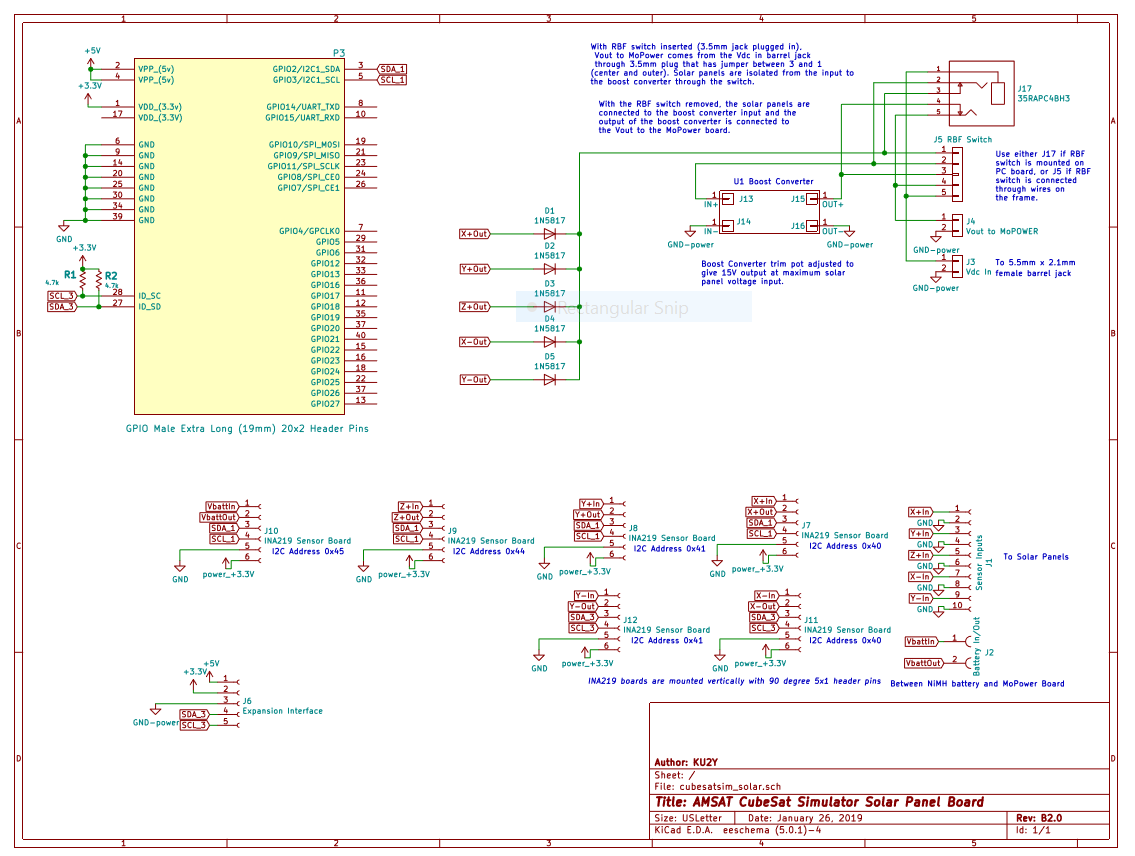 1 2 3 4 5
A
B
C
D
P3
+5V
2 VPP_(5v)
4 VPP_(5v)
+3.3V
1 VDD_(3.3v)
17 VDD_(3.3V)
6 GND
9 GND
14 GND
20 GND
25 GND
30 GND
34 GND
39 GND
GND
+3.3V
R1
4.7k
R2
4.7k
SCL_3 28 ID_SC
SDA_3 27 ID_SD
GPIO2/I2C1_SDA 3 SDA_1
GPIO3/I2C1_SCL 5 SCL_1
GPIO14/UART_TXD 8
GPIO15/UART_RXD 10
GPIO10/SPI_MOSI 19
GPIO9/SPI_MISO 21
GPIO11/SPI_SCLK 23
GPIO8/SPI_CE0 24
GPIO7/SPI_CE1 26
GPIO4/GPCLK0 7
GPIO5 29
GPIO6 31
GPIO12 32
GPIO13 33
GPIO16 36
GPIO17 11
GPIO18 12
GPIO19 35
GPIO20 37
GPIO21 40
GPIO22 15
GPIO23 16
GPIO24 18
GPIO25 22
GPIO26 37
GPIO27 13
GPIO Male Extra Long (19mm) 20x2 Header Pins
D1
1N5817
X+Out
D2
1N5817
Y+Out
D3
1N5817
Z+Out
Rectangular Snip
D4
1N5817
X-Out
D5
1N5817
Y-Out
With RBF switch inserted (3.5mm jack plugged in),
Vout to MoPower comes from the Vdc in barrel jack
through 3.5mm plug that has jumper between 3 and 1
(center and outer). Solar panels are isolated from the input to
the boost converter through the switch.
With the RBF switch removed, the solar panels are
connected to the boost converter input and the
output of the boost converter is connected to
the Vout to the MoPower board.
U1 Boost Converter
1 J13
IN+
J15 1
OUT+
1 J14
IN-
J16 1
OUT-
GND-power
GND-power
Boost Converter trim pot adjusted to
give 15V output at maximum solar
panel voltage input.
1
2
3
4
5
J17
35RAPC4BH3
J5 RBF Switch
1
2
3
4
5
Use either J17 if RBF
switch is mounted on
PC board, or J5 if RBF
switch is connected
through wires on
the frame.
1
2
J4
Vout to MoPOWER
GND-power
1
2
J3
Vdc In
GND-power
To 5.5mm x 2.1mm
female barrel jack
VbattIn 1
VbattOut 2
SDA_1 3
SCL_1 4
5
6
J10
INA219 Sensor Board
I2C Address 0x45
GND
power_+3.3V
Z+In 1
Z+Out 2
SDA_1 3
SCL_1 4
5
6
J9
INA219 Sensor Board
I2C Address 0x44
GND
power_+3.3V
Y+In 1
Y+Out 2
SDA_1 3
SCL_1 4
5
6
J8
INA219 Sensor Board
I2C Address 0x41
GND
power_+3.3V
X+In 1
X+Out 2
SDA_1 3
SCL_1 4
5
6
J7
INA219 Sensor Board
I2C Address 0x40
GND
power_+3.3V
Y-In 1
Y-Out 2
SDA_3 3
SCL_3 4
5
6
J12
INA219 Sensor Board
I2C Address 0x41
GND
power_+3.3V
X-In 1
X-Out 2
SDA_3 3
SCL_3 4
5
6
J11
INA219 Sensor Board
I2C Address 0x40
GND
power_+3.3V
INA219 boards are mounted vertically with 90 degree 5x1 header pins
X+In 1
GND 2
Y+In 3
GND 4
Z+In 5
GND 6
X-In 7
GND 8
Y-In 9
GND 10
J1
Sensor Inputs
To Solar Panels
VbattIn 1
VbattOut 2
J2
Battery In/Out
Between NiMH battery and MoPower Board
+5V
+3.3V
1
2
3
4
5
SDA_3
SCL_3
GND-power
J6
Expansion Interface
Author: KU2Y
Sheet: /
File: cubesatsim_solar.sch
Title: AMSAT CubeSat Simulator Solar Panel Board
Size: USLetter Date: January 26, 2019 Rev: B2.0
KiCad E.D.A. eeschema (5.0.1)-4 Id: 1/1
1 2 3 4 5
A
B
C
D